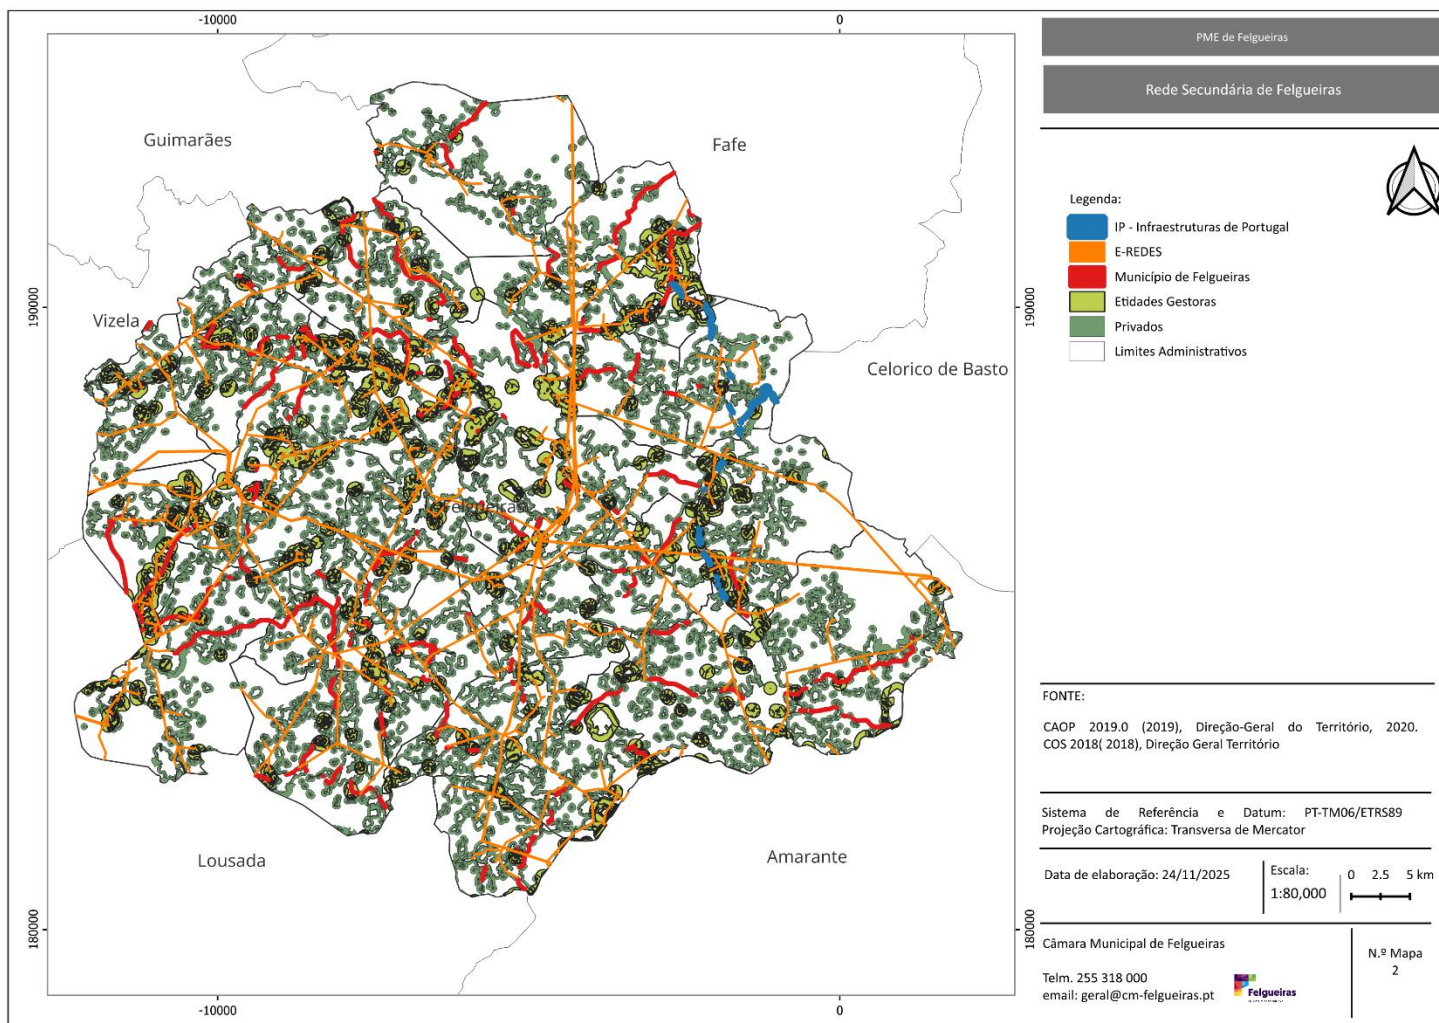 -10000
0
PME de Felgueiras
Rede Secundária de Felgueiras
Guimarães
Fafe
Legenda:
IP - Infraestruturas de Portugal
E-REDES
Município de Felgueiras
Etidades Gestoras
Privados
Limites Administrativos
190000
190000
Vizela
Celorico de Basto
Felgueiras
FONTE:
CAOP 2019.0 (2019), Direção-Geral do Território, 2020.
COS 2018( 2018), Direção Geral Território
Sistema de Referência e Datum: PT-TM06/ETRS89
Projeção Cartográfica: Transversa de Mercator
Lousada
Amarante
Data de elaboração: 24/11/2025
Escala:
1:80,000
0 2.5 5 km
180000
180000
Câmara Municipal de Felgueiras
Telm. 255 318 000
email: geral@cm-felgueiras.pt
Felgueiras
N.º Mapa
2
-10000
0